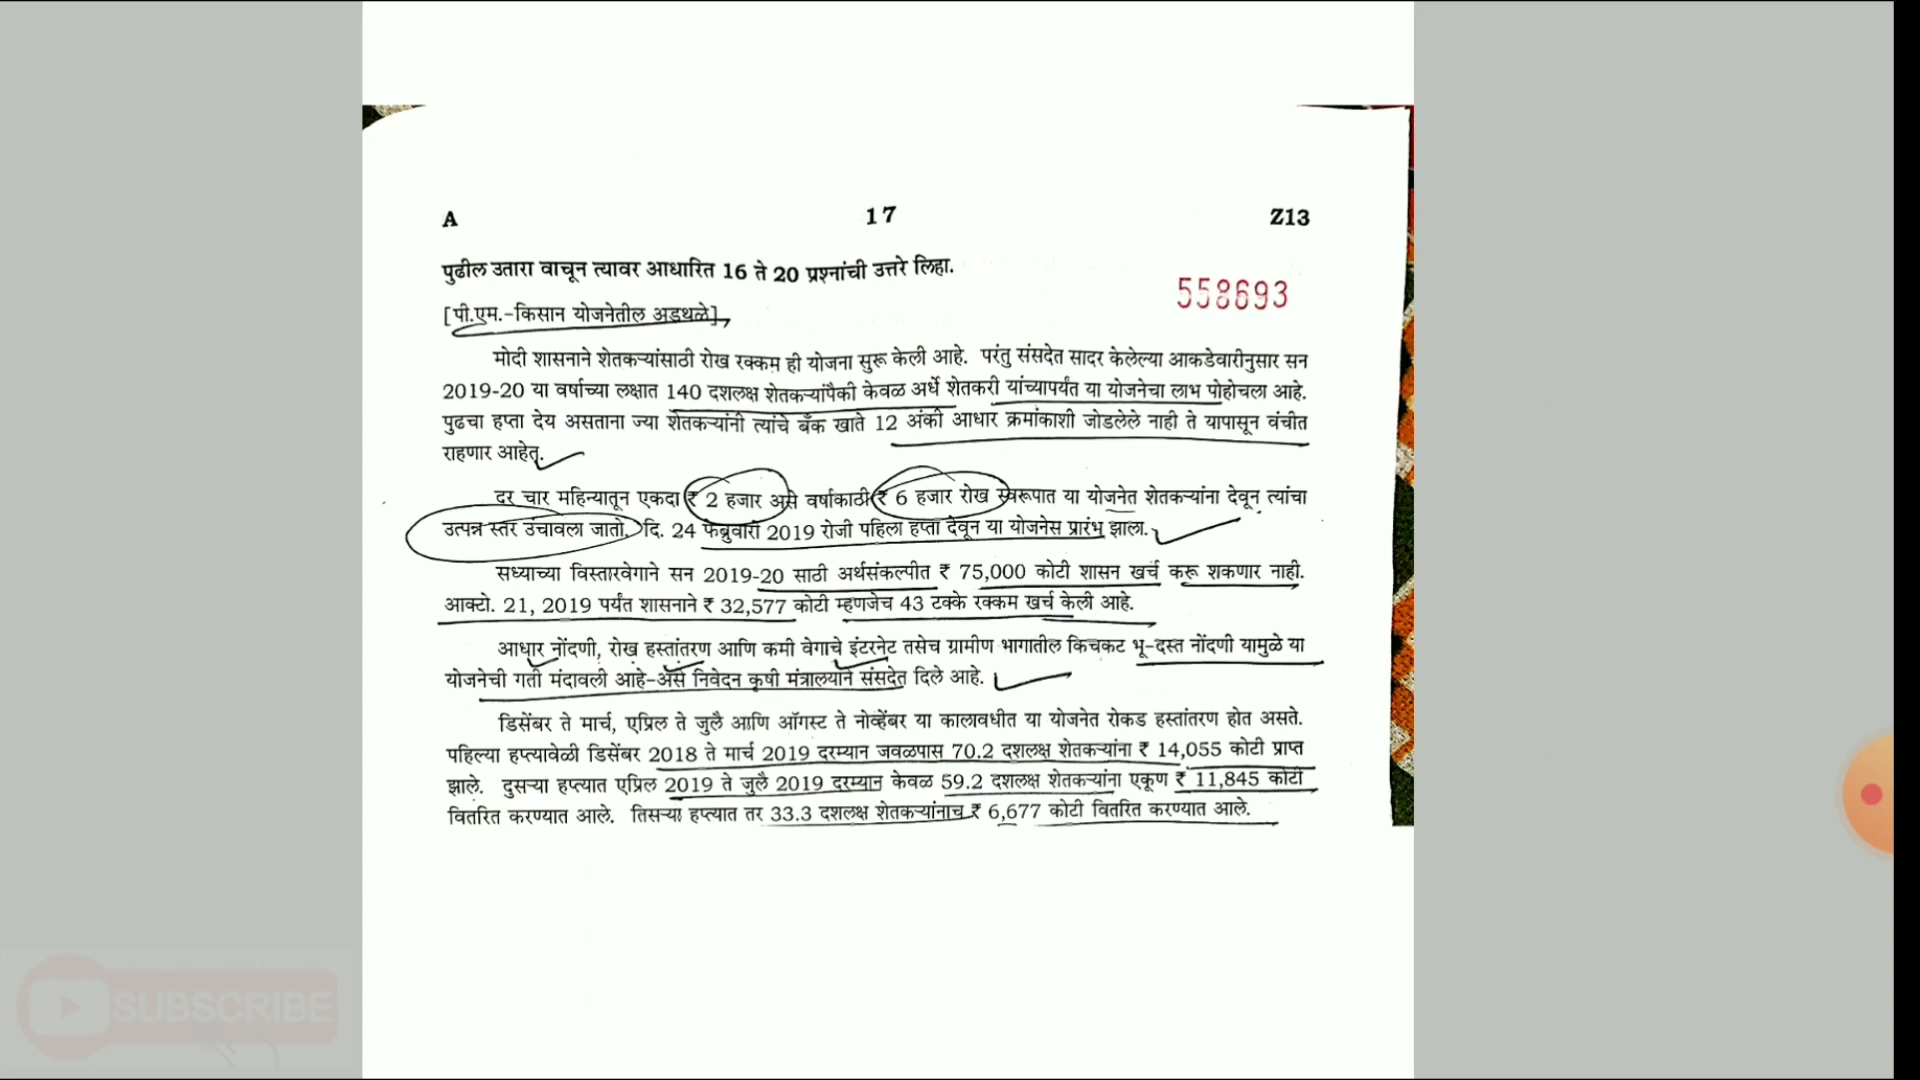 A 17 Z13
पुढील उतारा वाचून त्यावर आधारित 16 ते 20 प्रश्नांची उत्तरे लिहा.
558693
[पी.एम.-किसान योजनेतील अडथळे]
मोदी शासनाने शेतकऱ्यांसाठी रोख रक्कम ही योजना सुरू केली आहे. परंतु संसदेत सादर केलेल्या आकडेवारीनुसार सन
2019-20 या वर्षाच्या लक्षात 140 दशलक्ष शेतकऱ्यांपैकी केवळ अर्धे शेतकरी यांच्यापर्यंत या योजनेचा लाभ पोहोचला आहे.
पुढचा हप्ता देय असताना ज्या शेतकऱ्यांनी त्यांचे बँक खाते 12 अंकी आधार क्रमांकाशी जोडलेले नाही ते यापासून वंचीत
राहणार आहेत.
दर चार महिन्यातून एकदा ₹ 2 हजार असे वर्षाकाठी ₹ 6 हजार रोख स्वरूपात या योजनेत शेतकऱ्यांना देवून त्यांचा
उत्पन्न स्तर उंचावला जातो. दि. 24 फेब्रुवारी 2019 रोजी पहिला हप्ता देवून या योजनेस प्रारंभ झाला.
सध्याच्या विस्तारवेगाने सन 2019-20 साठी अर्थसंकल्पीत ₹ 75,000 कोटी शासन खर्च करू शकणार नाही.
आक्टो. 21, 2019 पर्यंत शासनाने ₹ 32,577 कोटी म्हणजेच 43 टक्के रक्कम खर्च केली आहे.
आधार नोंदणी, रोख हस्तांतरण आणि कमी वेगाचे इंटरनेट तसेच ग्रामीण भागातील किचकट भू-दस्त नोंदणी यामुळे या
योजनेची गती मंदावली आहे-असे निवेदन कृषी मंत्रालयाने संसदेत दिले आहे.
डिसेंबर ते मार्च, एप्रिल ते जुलै आणि ऑगस्ट ते नोव्हेंबर या कालावधीत या योजनेत रोकड हस्तांतरण होत असते.
पहिल्या हप्त्यावेळी डिसेंबर 2018 ते मार्च 2019 दरम्यान जवळपास 70.2 दशलक्ष शेतकऱ्यांना ₹ 14,055 कोटी प्राप्त
झाले. दुसऱ्या हप्त्यात एप्रिल 2019 ते जुलै 2019 दरम्यान केवळ 59.2 दशलक्ष शेतकऱ्यांना एकूण ₹ 11,845 कोटी
वितरित करण्यात आले. तिसऱ्या हप्त्यात तर 33.3 दशलक्ष शेतकऱ्यांनाच ₹ 6,677 कोटी वितरित करण्यात आले.
SUBSCRIBE